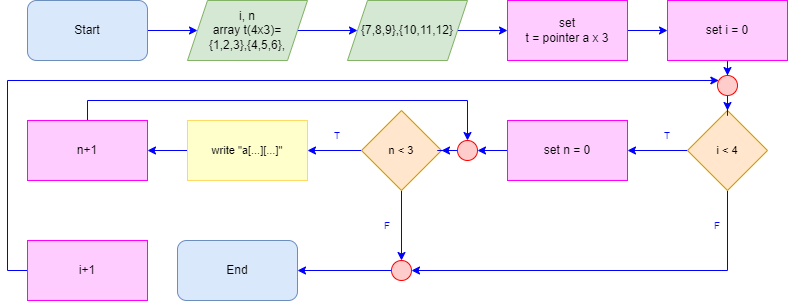 Start
i, n
array t(4x3)=
{1,2,3},{4,5,6},
{7,8,9},{10,11,12}
set
t = pointer a x 3
set i = 0
n+1
write "a[...][...]"
T
n < 3
set n = 0
T
i < 4
F
F
i+1
End